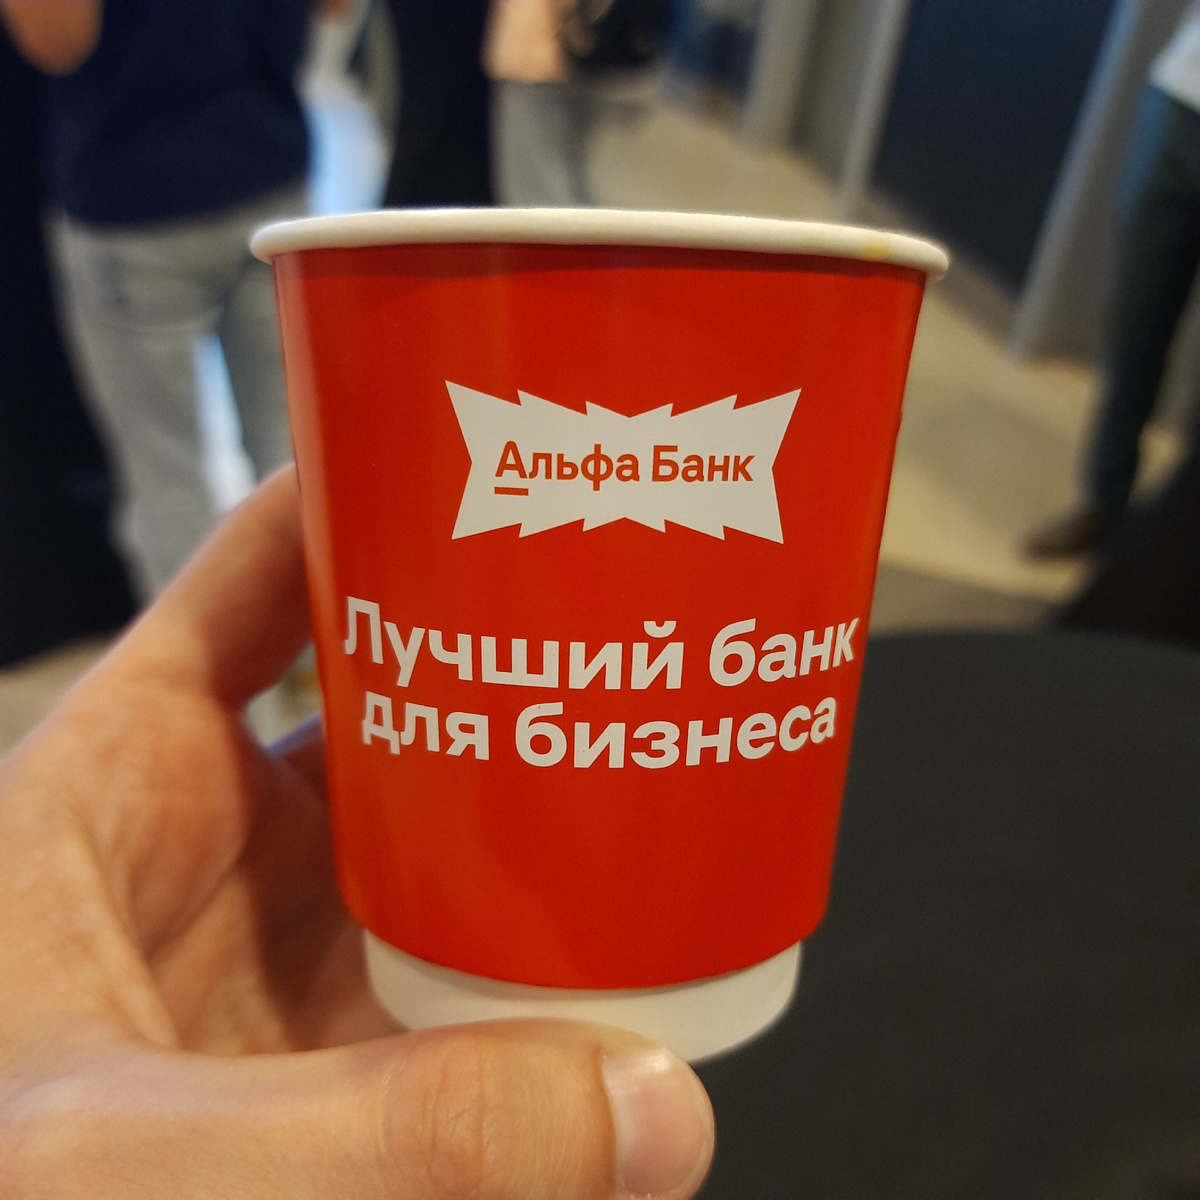 Альфа Банк
Лучший банк
для бизнеса